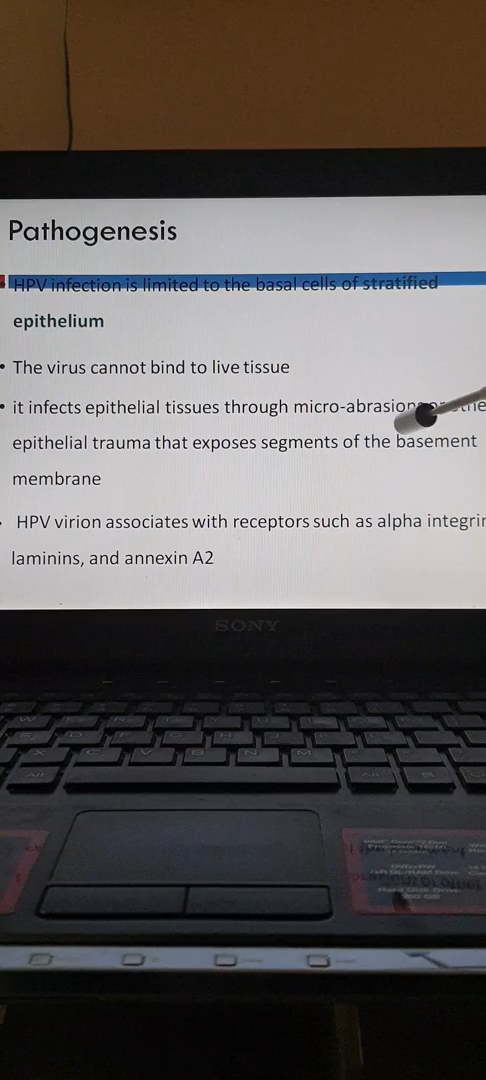 Pathogenesis
• HPV infection is limited to the basal cells of stratified
epithelium
• The virus cannot bind to live tissue
• it infects epithelial tissues through micro-abrasions
epithelial trauma that exposes segments of the basement
membrane
• HPV virion associates with receptors such as alpha integrin
laminins, and annexin A2
SONY